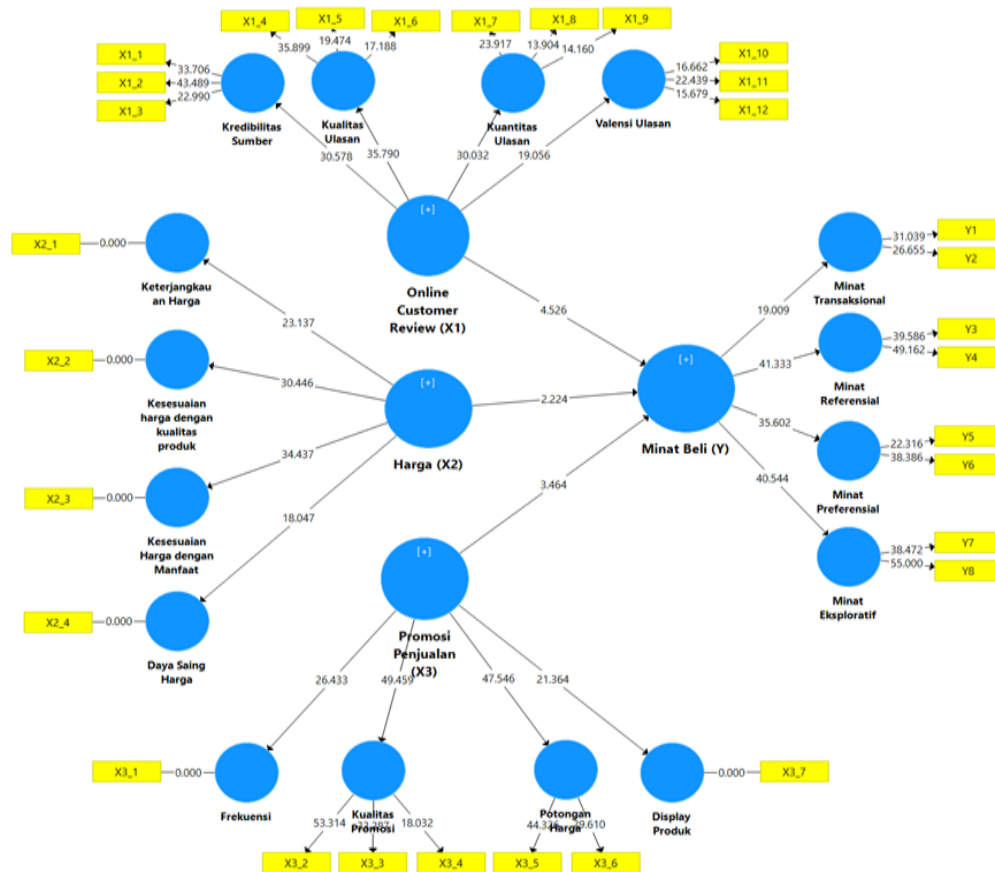 X1_4
X1_5
X1_6
X1_7
X1_8
X1_9
35.899
19.474
17.188
23.917
13.904
14.160
X1_1
X1_2
X1_3
33.706
43.489
22.990
X1_10
X1_11
X1_12
16.662
22.439
15.679
Kredibilitas
Sumber
Kualitas
Ulasan
Kuantitas
Ulasan
Valensi Ulasan
30.578
35.790
30.032
19.056
[+]
Online
Customer
Review (X1)
X2_1
0.000
Keterjangkau
an Harga
23.137
X2_2
0.000
Kesesuaian
harga dengan
kualitas
produk
30.446
X2_3
0.000
Kesesuaian
Harga dengan
Manfaat
34.437
X2_4
0.000
Daya Saing
Harga
18.047
[+]
Harga (X2)
4.526
2.224
3.464
[+]
Minat Beli (Y)
19.009
41.333
35.602
40.544
Minat
Transaksional
31.039
26.655
Y1
Y2
Minat
Referensial
39.586
49.162
Y3
Y4
Minat
Preferensial
22.316
38.386
Y5
Y6
Minat
Eksploratif
38.472
55.000
Y7
Y8
[+]
Promosi
Penjualan
(X3)
26.433
49.459
47.546
21.364
X3_1
0.000
Frekuensi
Kualitas
Promosi
53.314
18.032
X3_2
X3_3
X3_4
Potongan
Harga
X3_5
X3_6
Display
Produk
0.000
X3_7